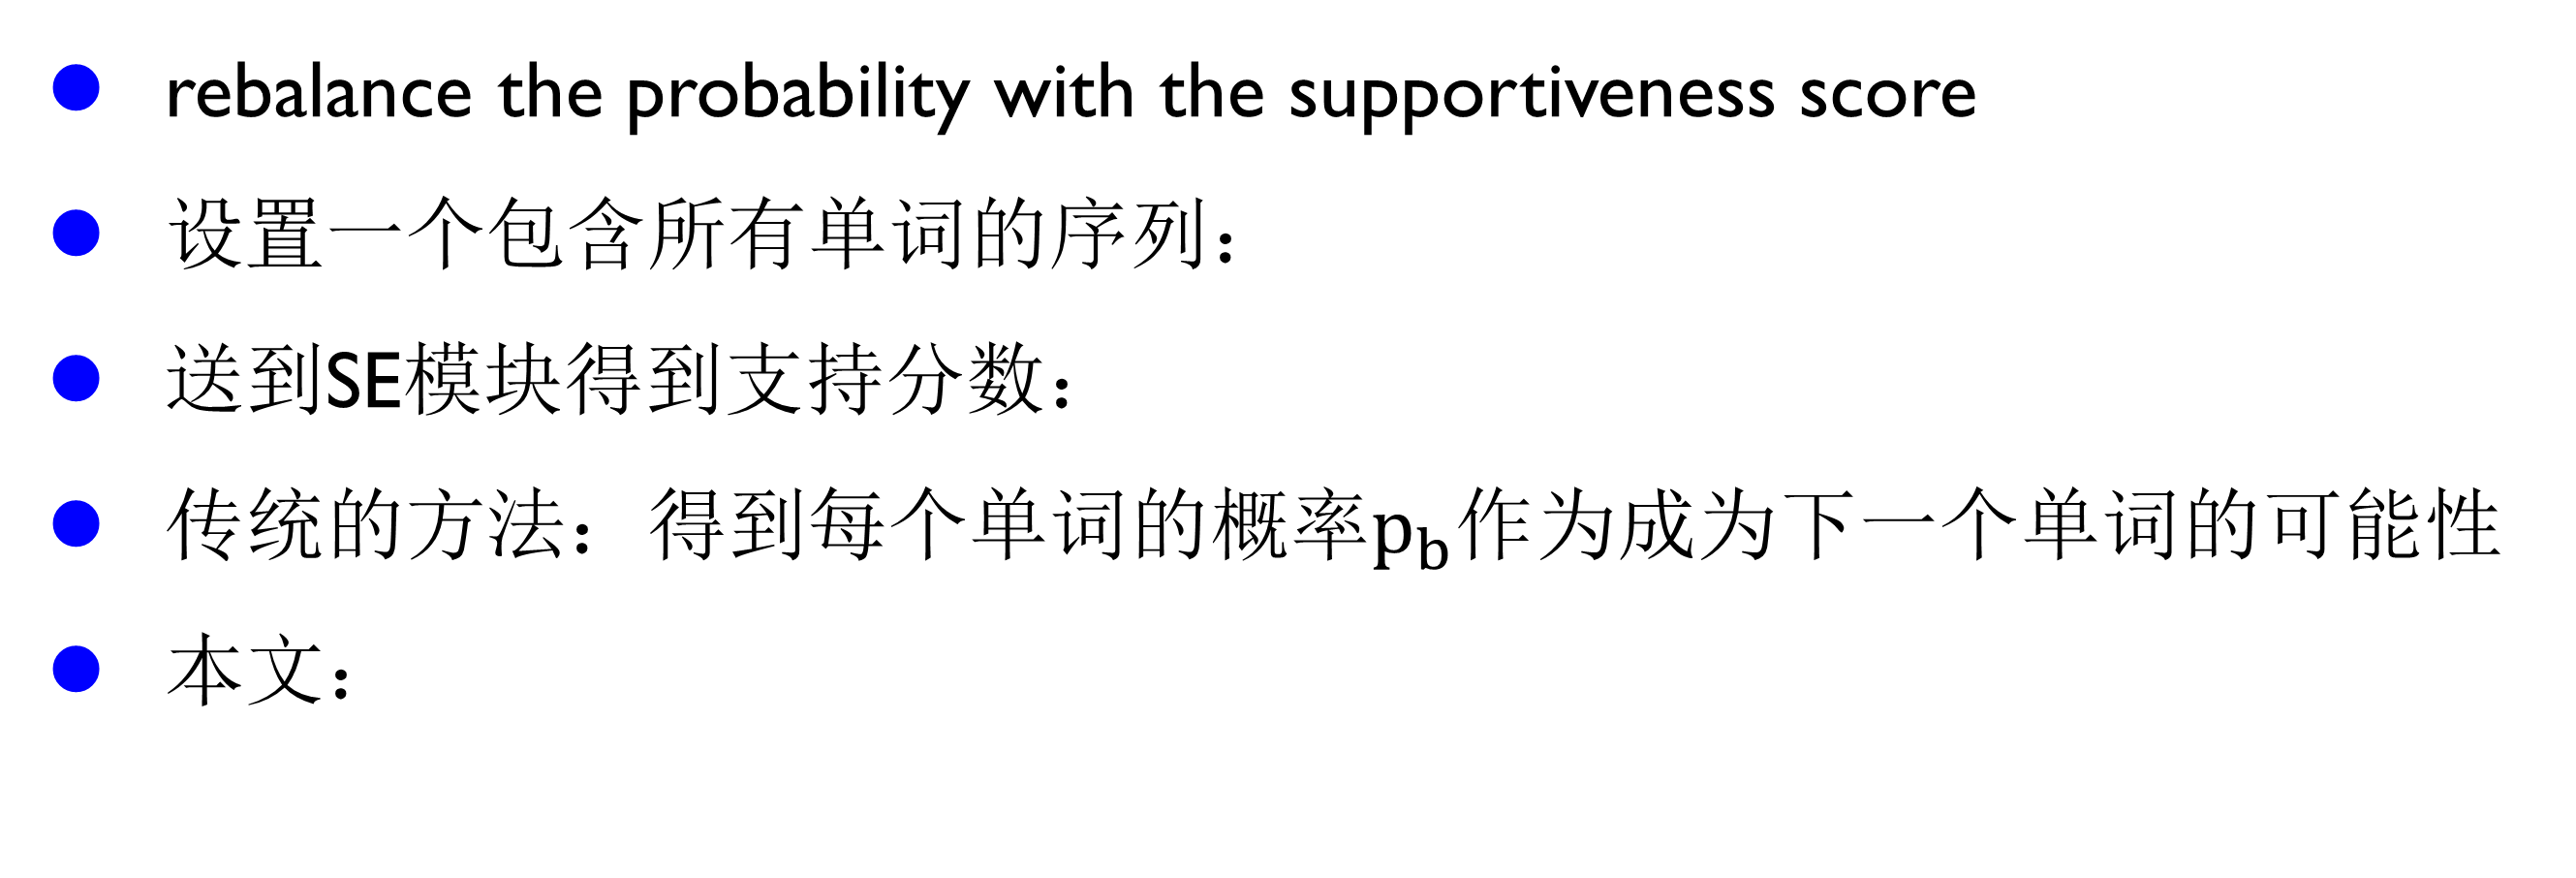 rebalance the probability with the supportiveness score
设置一个包含所有单词的序列：
送到SE模块得到支持分数：
传统的方法：得到每个单词的概率p_b作为成为下一个单词的可能性
本文：